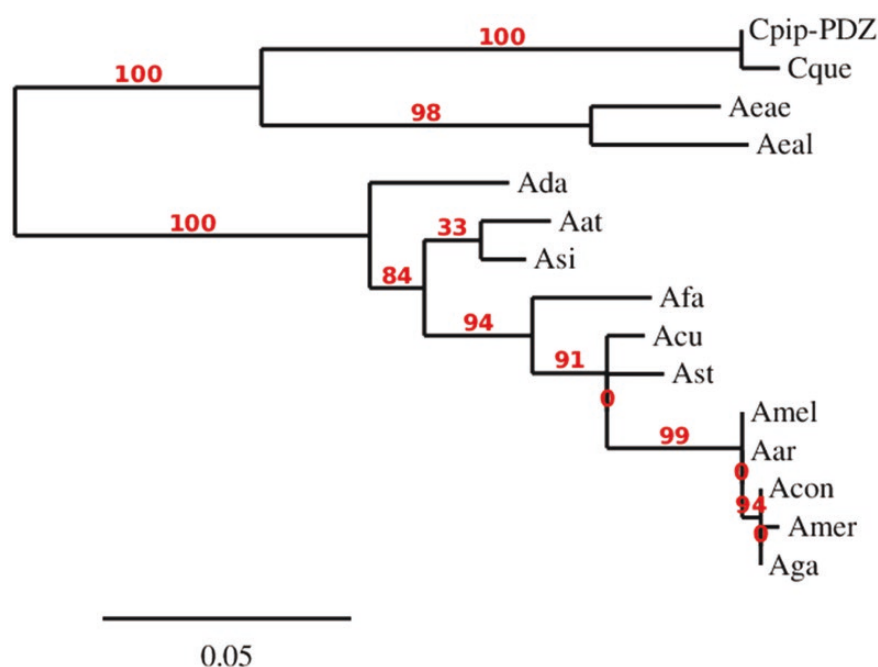 100
Cpip-PDZ
Cque
100
98
Aeae
Aeal
Ada
100
33
Aat
Asi
84
Afa
94
Acu
91
Ast
0
Amel
99
Aar
0
Acon
94
Amer
0
Aga
0.05